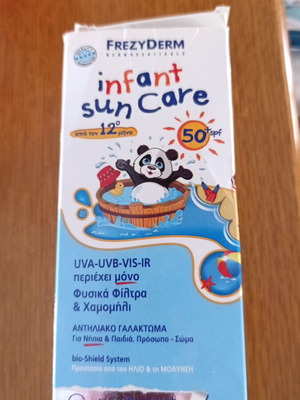 FREZYDERM
DERMACEUTICALS
infant
sun Care
από τον 12° μήνα
50+ spf
UVA-UVB-VIS-IR
περιέχει μόνο
Φυσικά Φίλτρα
& Χαμομήλι
ΑΝΤΗΛΙΑΚΟ ΓΑΛΑΚΤΩΜΑ
Για Νήπια & Παιδιά. Πρόσωπο - Σώμα
bio-Shield System
Προστασία από τον ΗΛΙΟ & τη ΜΟΛΥΝΣΗ